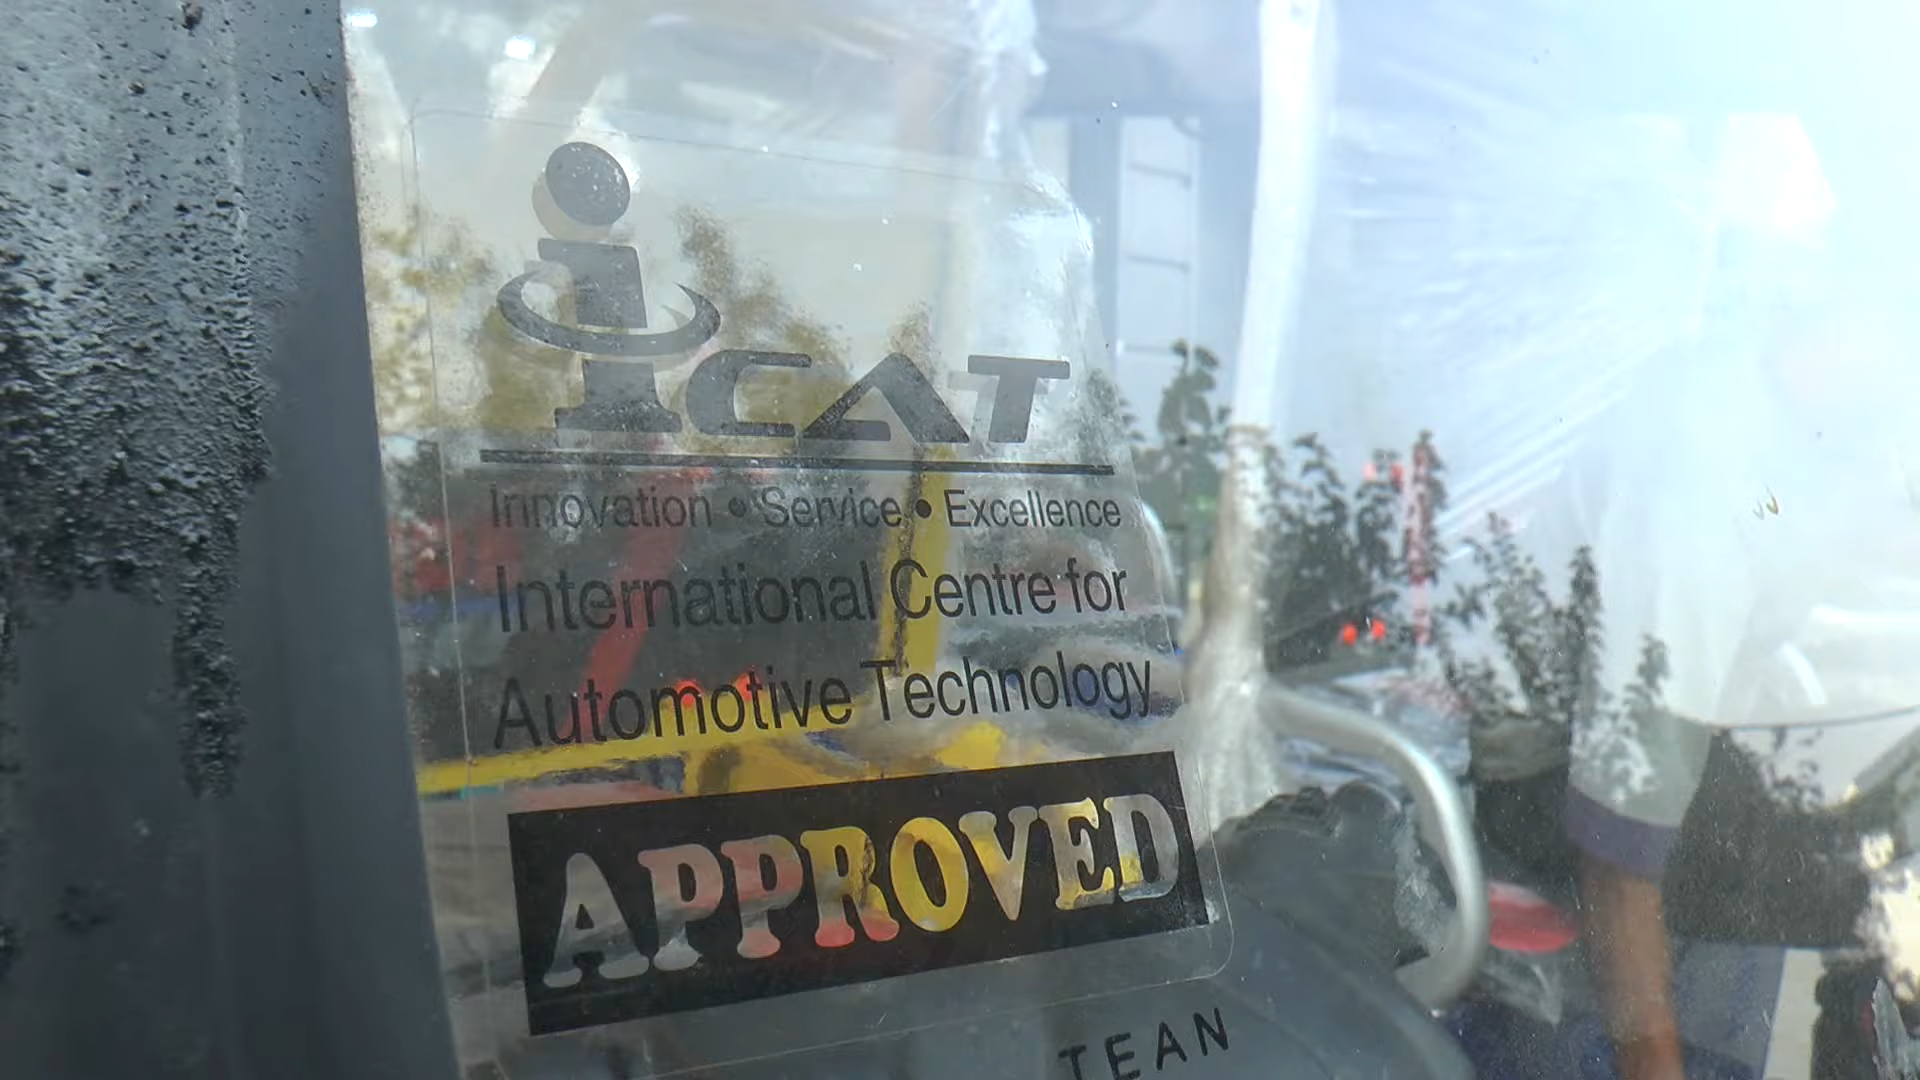 iCAT
Innovation • Service • Excellence
International Centre for
Automotive Technology
APPROVED
TEAN